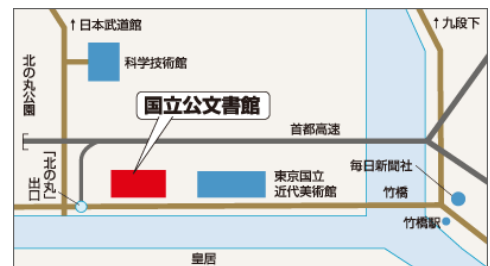 ↑日本武道館
↑九段下
科学技術館
北の丸公園
国立公文書館
首都高速
「北の丸」
出口
東京国立
近代美術館
毎日新聞社
竹橋
竹橋駅
皇居